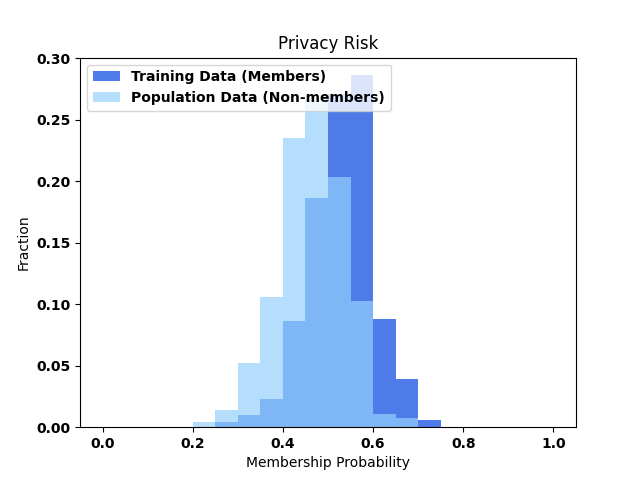 Privacy Risk
Training Data (Members)
Population Data (Non-members)
0.30
0.25
0.20
0.15
0.10
0.05
0.00
Fraction
0.0 0.2 0.4 0.6 0.8 1.0
Membership Probability